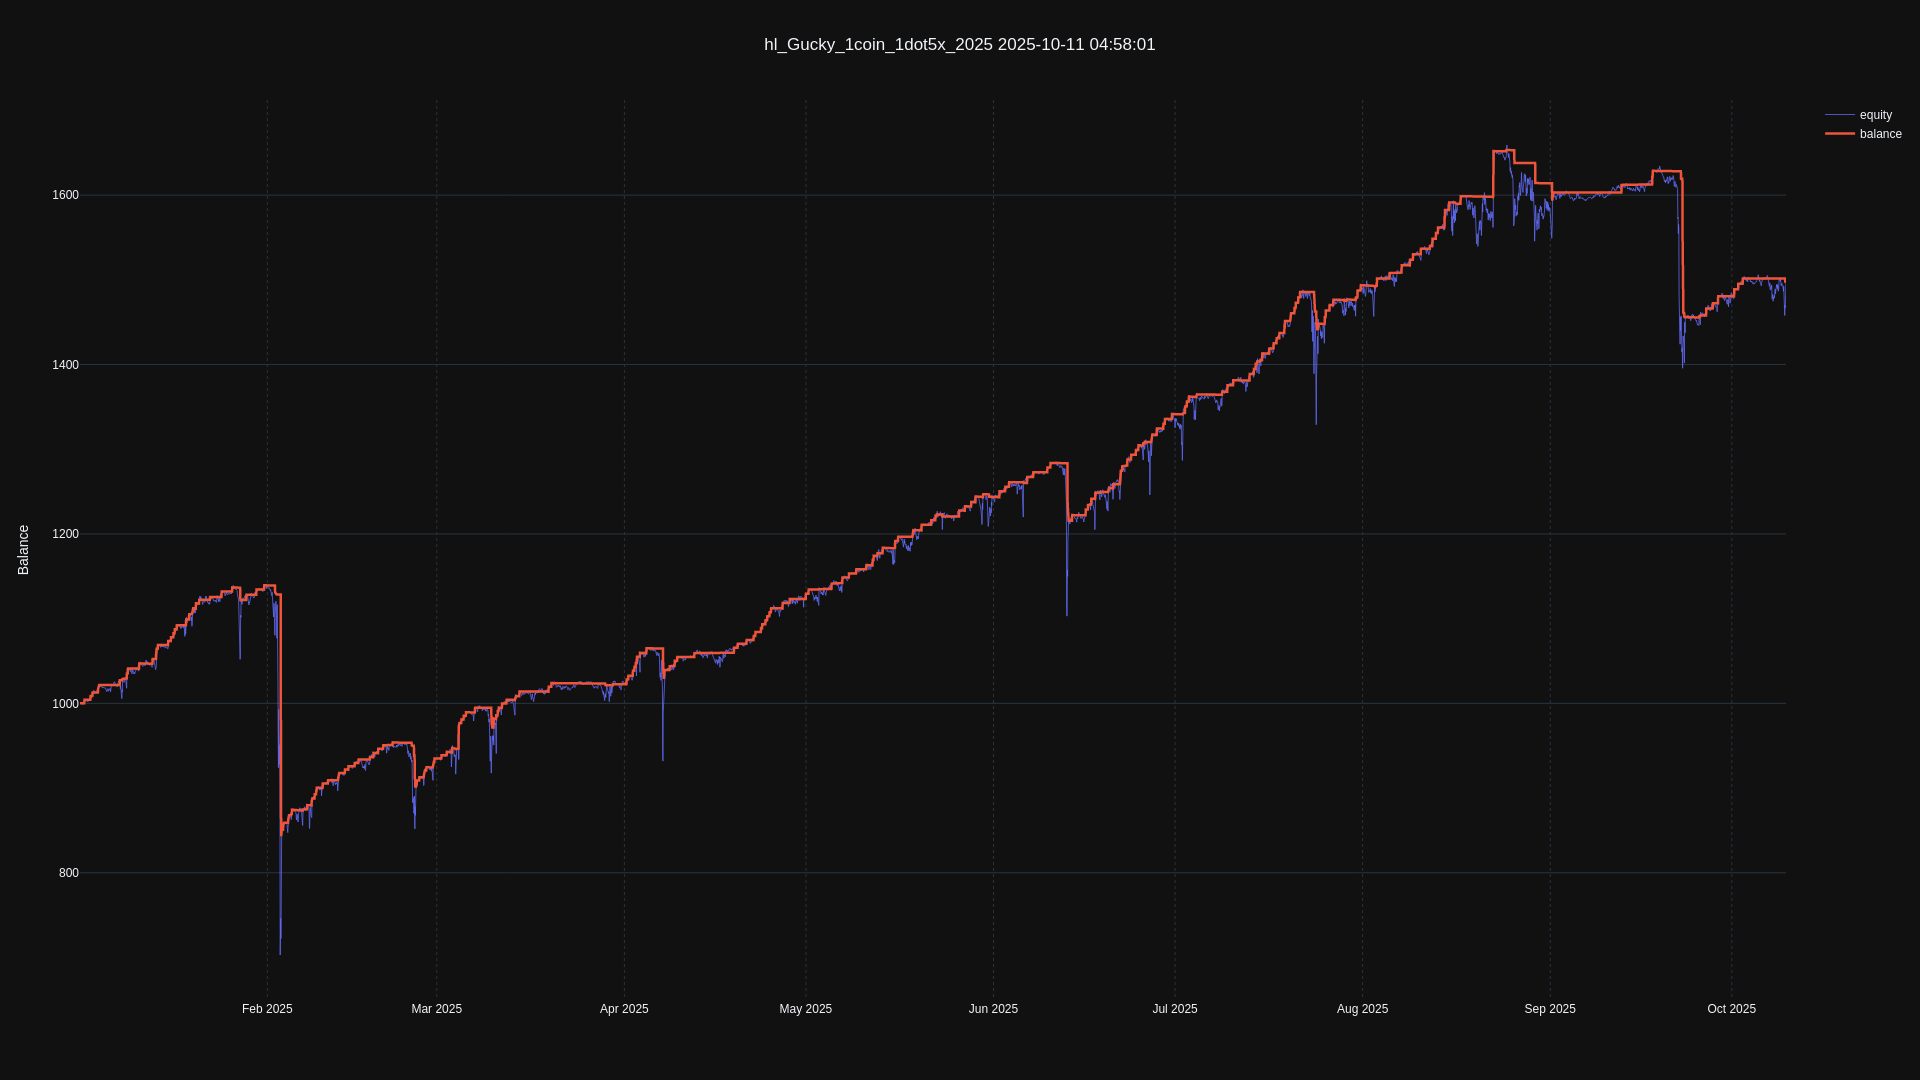 hl_Gucky_1coin_1dot5x_2025 2025-10-11 04:58:01
equity
balance
Balance
1600
1400
1200
1000
800
Feb 2025
Mar 2025
Apr 2025
May 2025
Jun 2025
Jul 2025
Aug 2025
Sep 2025
Oct 2025